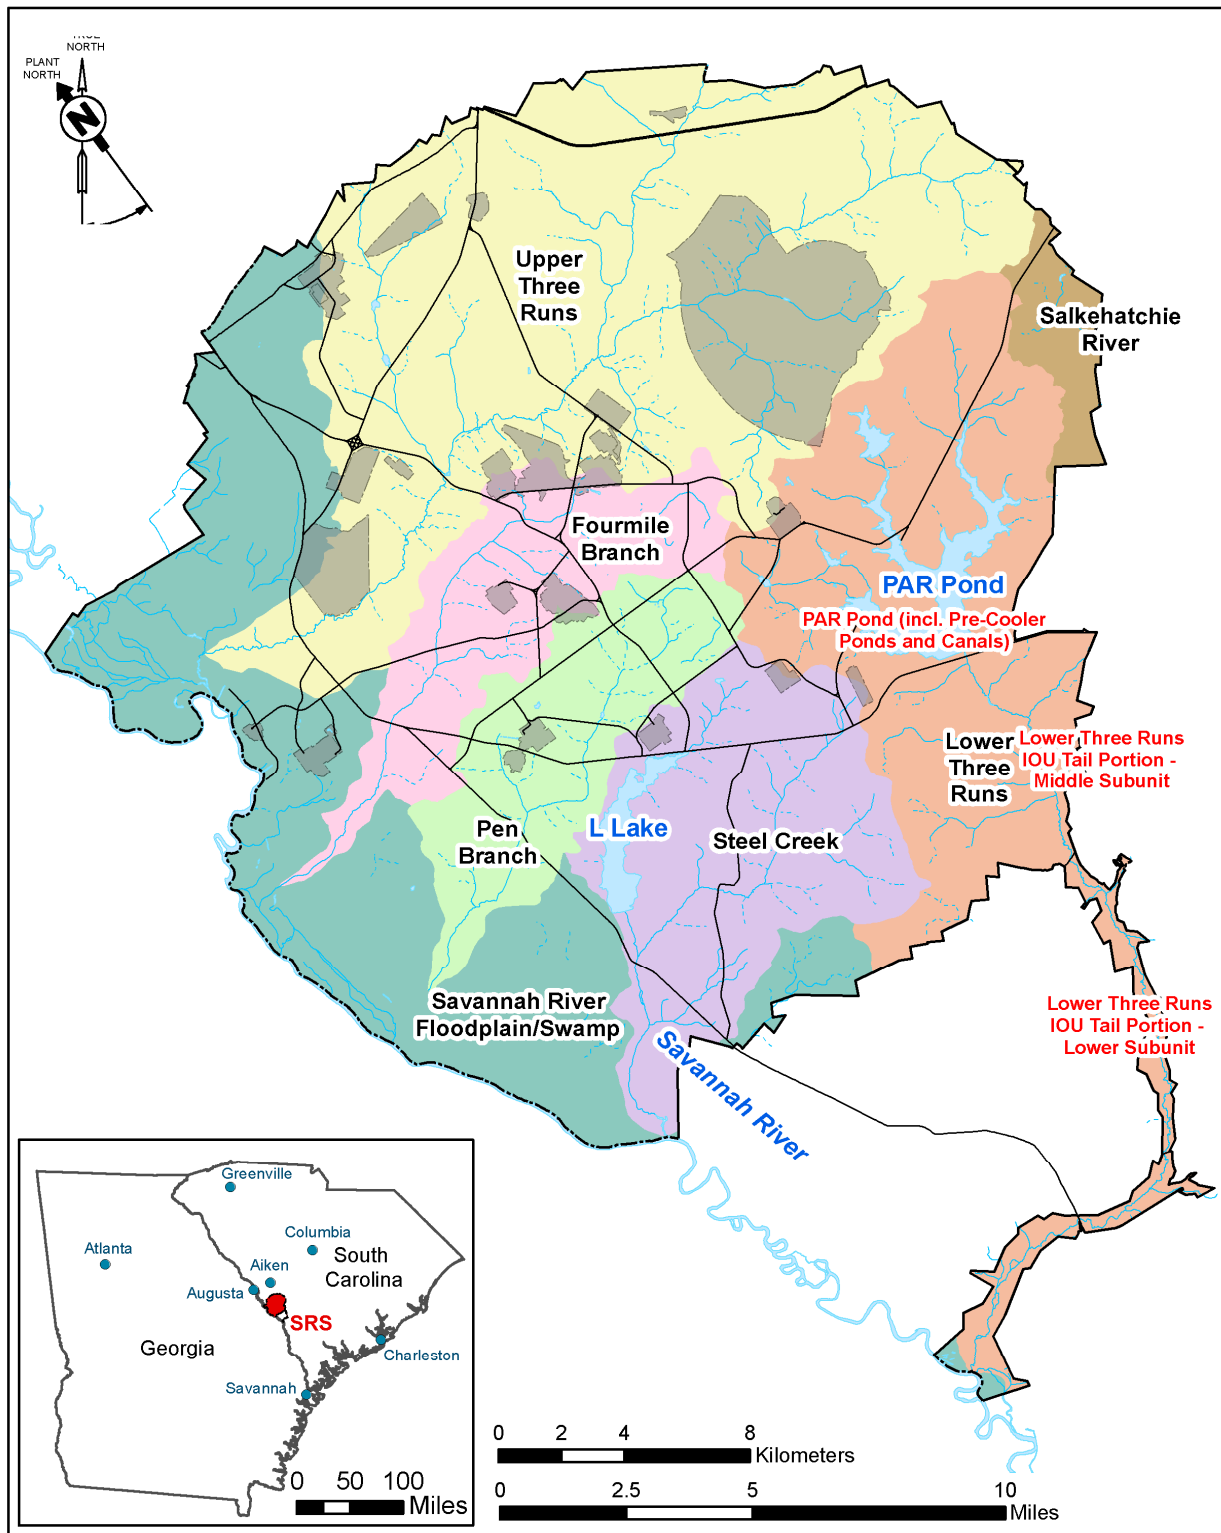 TRUE
NORTH
PLANT
NORTH
N
Upper
Three
Runs
Salkehatchie
River
Fourmile
Branch
PAR Pond
PAR Pond (incl. Pre-Cooler
Ponds and Canals)
Lower
Three
Runs
Lower Three Runs
IOU Tail Portion -
Middle Subunit
L Lake
Pen
Branch
Steel Creek
Savannah River
Floodplain/Swamp
Lower Three Runs
IOU Tail Portion -
Lower Subunit
Savannah River
Greenville
Columbia
Atlanta
South
Carolina
Aiken
Augusta
SRS
Georgia
Charleston
Savannah
0 50 100
Miles
0 2 4 8
Kilometers
0 2.5 5 10
Miles